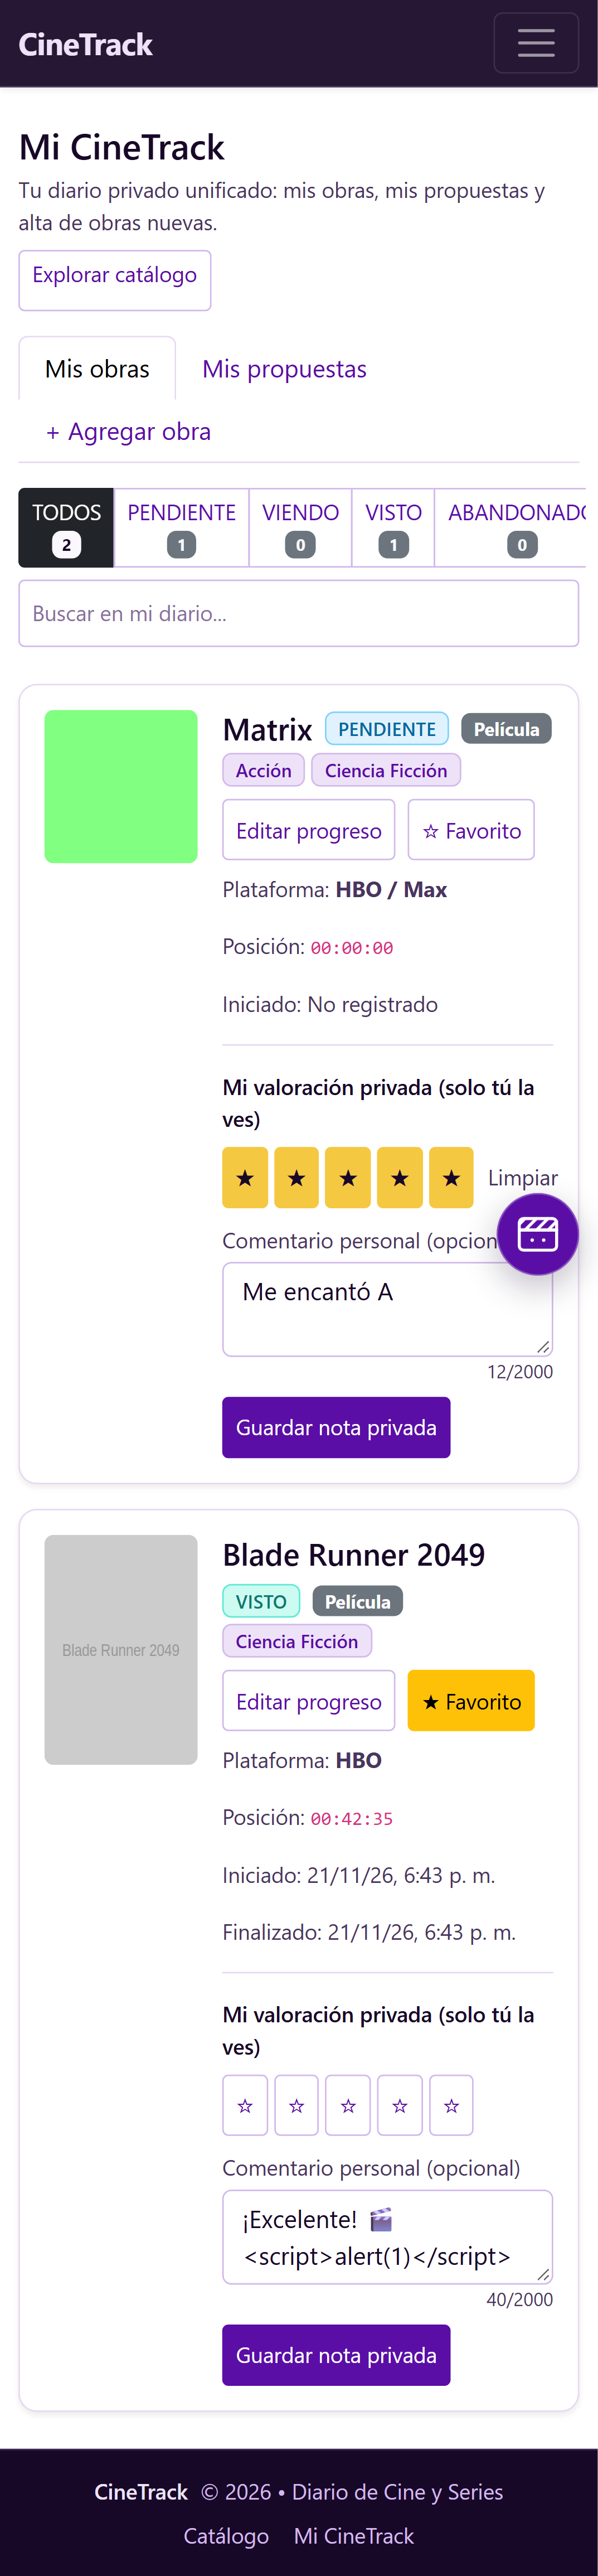 CineTrack
Mi CineTrack
Tu diario privado unificado: mis obras, mis propuestas y
alta de obras nuevas.
Explorar catálogo
Mis obras Mis propuestas
+ Agregar obra
TODOS PENDIENTE VIENDO VISTO ABANDONADO
2 1 0 1 0
Buscar en mi diario...
Matrix PENDIENTE Película
Acción Ciencia Ficción
Editar progreso ☆ Favorito
Plataforma: HBO / Max
Posición: 00:00:00
Iniciado: No registrado
Mi valoración privada (solo tú la
ves)
★ ★ ★ ★ ★ Limpiar
Comentario personal (opcion
Me encantó A
12/2000
Guardar nota privada
Blade Runner 2049
Blade Runner 2049
VISTO Película
Ciencia Ficción
Editar progreso ★ Favorito
Plataforma: HBO
Posición: 00:42:35
Iniciado: 21/11/26, 6:43 p. m.
Finalizado: 21/11/26, 6:43 p. m.
Mi valoración privada (solo tú la
ves)
☆ ☆ ☆ ☆ ☆
Comentario personal (opcional)
¡Excelente! 🎬
<script>alert(1)</script>
40/2000
Guardar nota privada
CineTrack © 2026 • Diario de Cine y Series
Catálogo Mi CineTrack